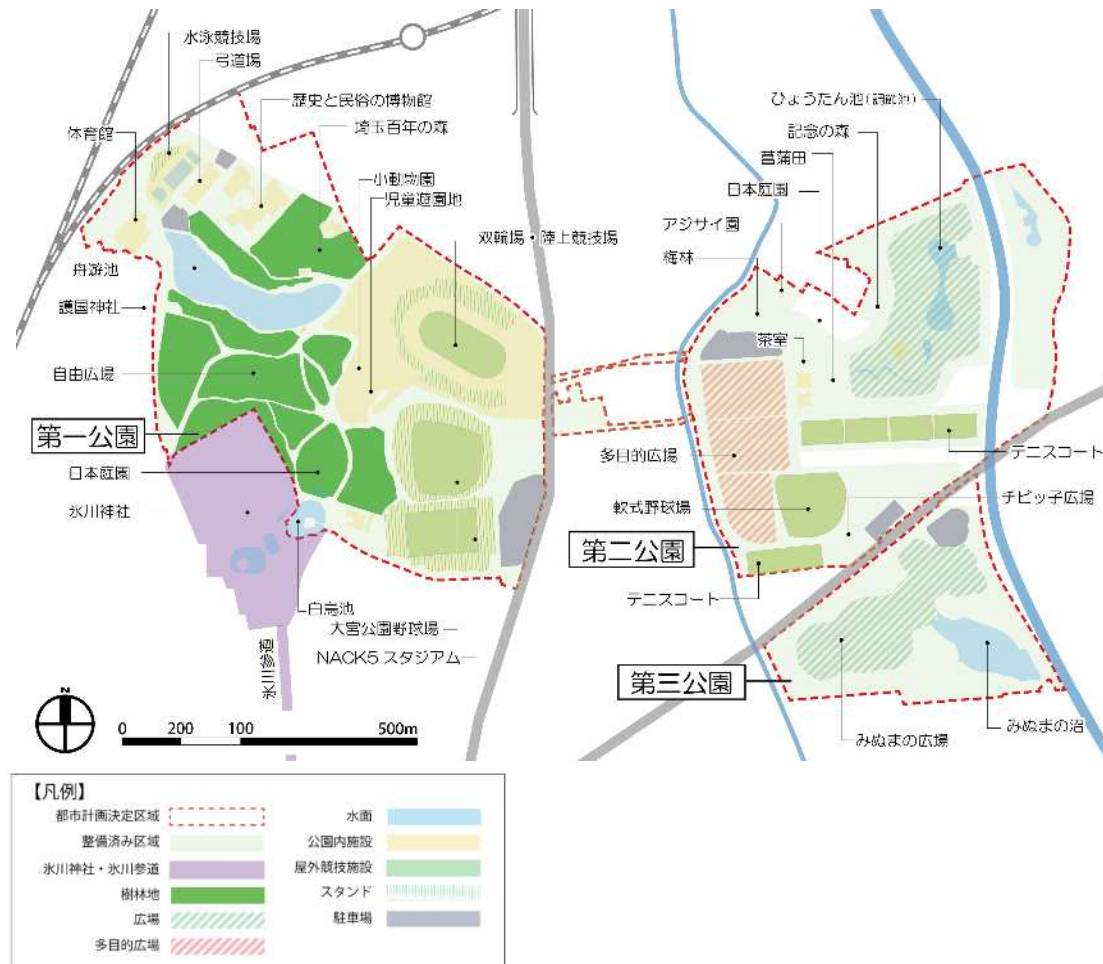 水泳競技場
弓道場
歴史と民俗の博物館
埼玉百年の森
体育館
小動物園
児童遊園地
双輪場
陸上競技場
舟遊池
護国神社
自由広場
第一公園
日本庭園
氷川神社
白鳥池
大宮公園野球場
NACK5 スタジアム
氷川参道
ひょうたん池(調節池)
記念の森
菖蒲田
日本庭園
アジサイ園
梅林
茶室
多目的広場
テニスコート
軟式野球場
チビッ子広場
第二公園
テニスコート
第三公園
みぬまの広場
みぬまの沼
N
0 200 100 500m
【凡例】
都市計画決定区域
整備済み区域
氷川神社・氷川参道
樹林地
広場
多目的広場
水面
公園内施設
屋外競技施設
スタンド
駐車場